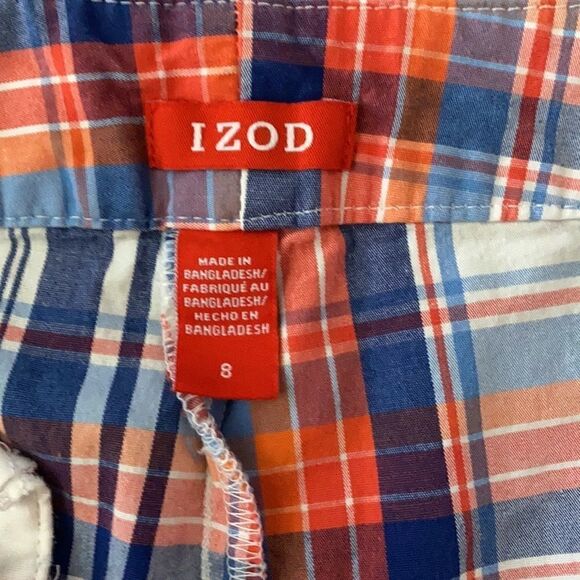 IZOD
MADE IN
BANGLADESH/
FABRIQUÉ AU
BANGLADESH/
HECHO EN
BANGLADESH
8